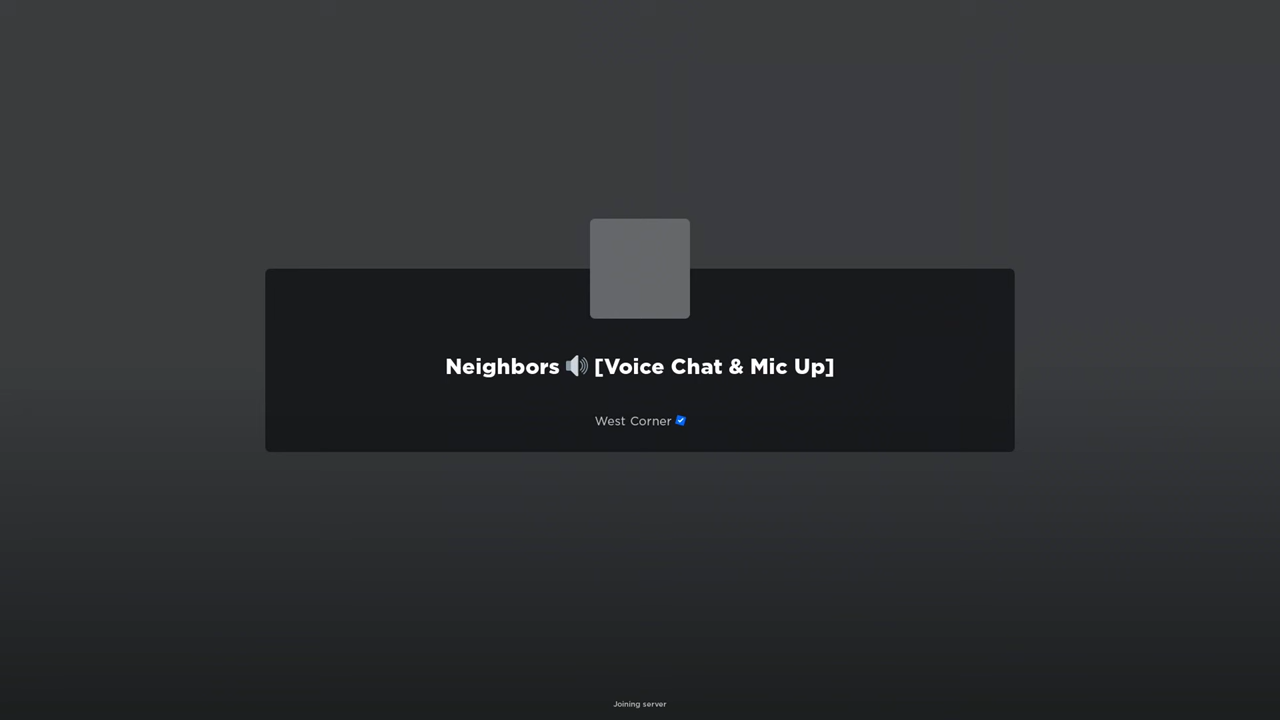 Neighbors 🔊 [Voice Chat & Mic Up]
West Corner
Joining server